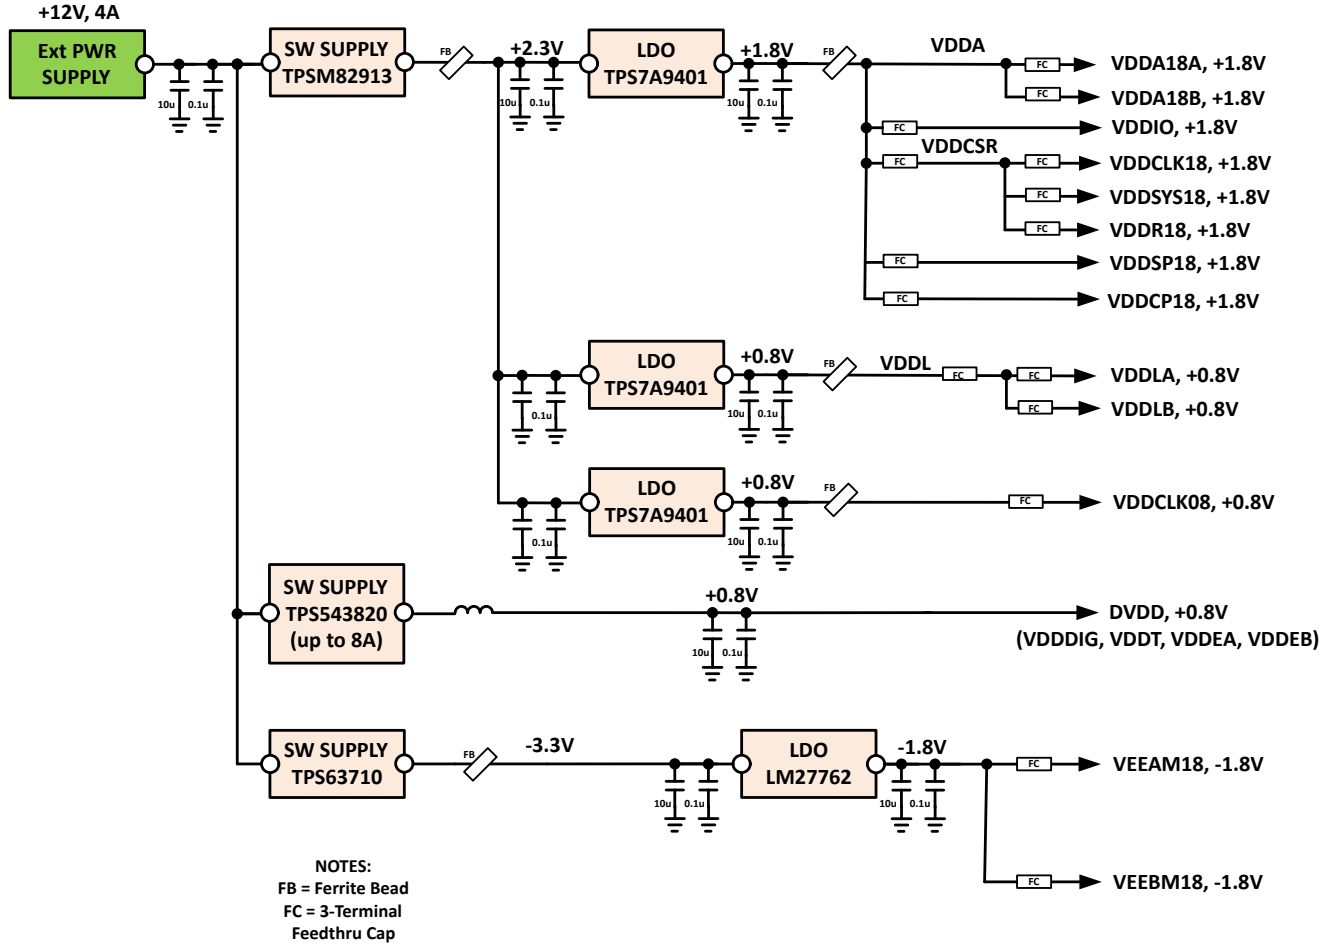 +12V, 4A
Ext PWR
SUPPLY
10u
0.1u
SW SUPPLY
TPSM82913
FB
+2.3V
10u
0.1u
LDO
TPS7A9401
+1.8V
10u
0.1u
FB
VDDA
FC
VDDA18A, +1.8V
FC
VDDA18B, +1.8V
FC
VDDIO, +1.8V
FC
VDDCSR
FC
VDDCLK18, +1.8V
FC
VDDSYS18, +1.8V
FC
VDDR18, +1.8V
FC
VDDSP18, +1.8V
FC
VDDCP18, +1.8V
0.1u
LDO
TPS7A9401
+0.8V
10u
0.1u
FB
VDDL
FC
FC
VDDLA, +0.8V
FC
VDDLB, +0.8V
0.1u
LDO
TPS7A9401
+0.8V
10u
0.1u
FB
FC
VDDCLK08, +0.8V
SW SUPPLY
TPS543820
(up to 8A)
+0.8V
10u
0.1u
DVDD, +0.8V
(VDDDIG, VDDT, VDDEA, VDDEB)
SW SUPPLY
TPS63710
FB
-3.3V
10u
0.1u
LDO
LM27762
-1.8V
10u
0.1u
FC
VEEAM18, -1.8V
FC
VEEBM18, -1.8V
NOTES:
FB = Ferrite Bead
FC = 3-Terminal
Feedthru Cap